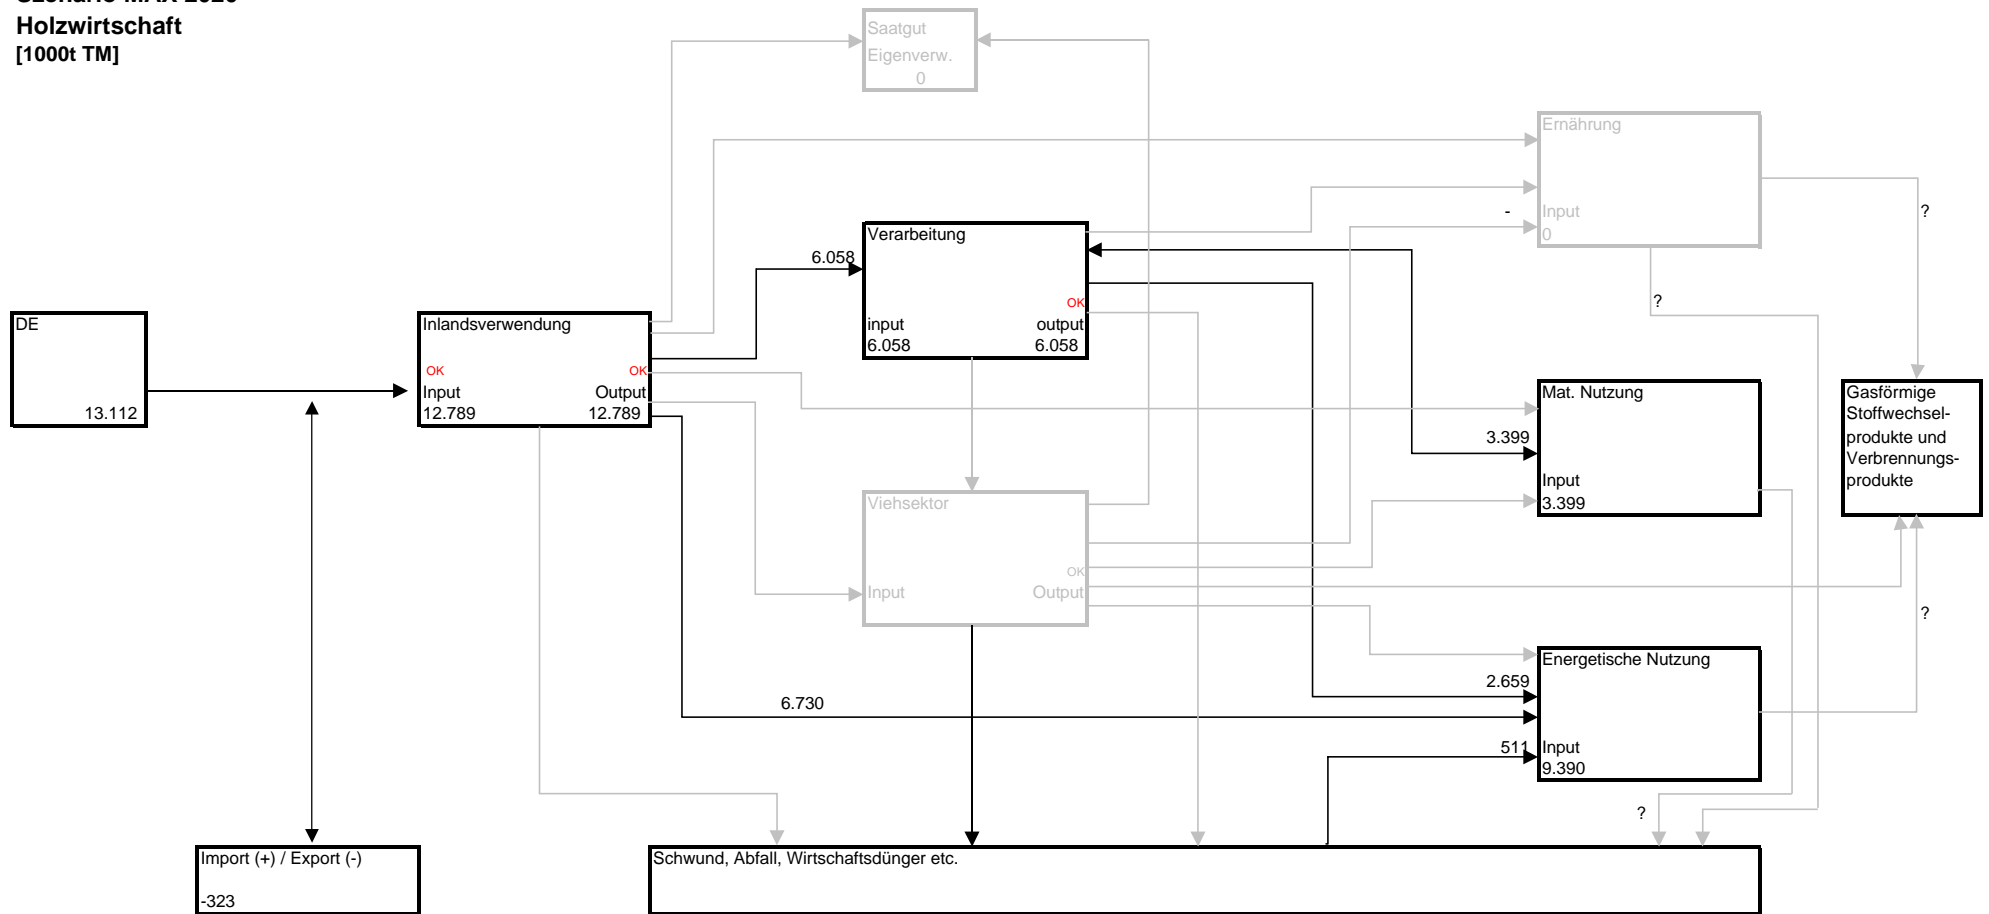 Holzwirtschaft
[1000t TM]
Saatgut
Eigenverw.
0
Ernährung
-
Input
0
?
?
Verarbeitung
6.058
OK
input
output
6.058
6.058
DE
13.112
Inlandsverwendung
OK
OK
Input
Output
12.789
12.789
Mat. Nutzung
3.399
Input
3.399
Gasförmige
Stoffwechsel-
produkte und
Verbrennungs-
produkte
Viehsektor
OK
Input
Output
?
Energetische Nutzung
2.659
6.730
511
Input
9.390
?
Import (+) / Export (-)
-323
Schwund, Abfall, Wirtschaftsdünger etc.